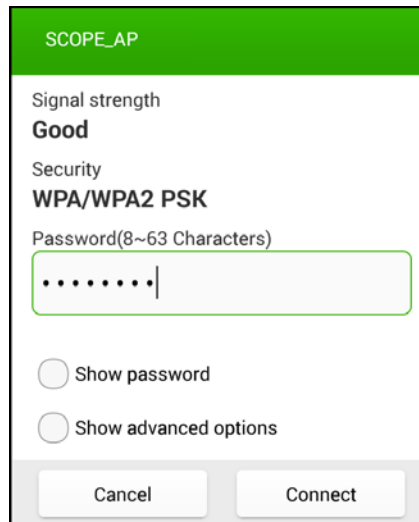 SCOPE_AP
Signal strength
Good
Security
WPA/WPA2 PSK
Password(8~63 Characters)
••••••••
Show password
Show advanced options
Cancel
Connect